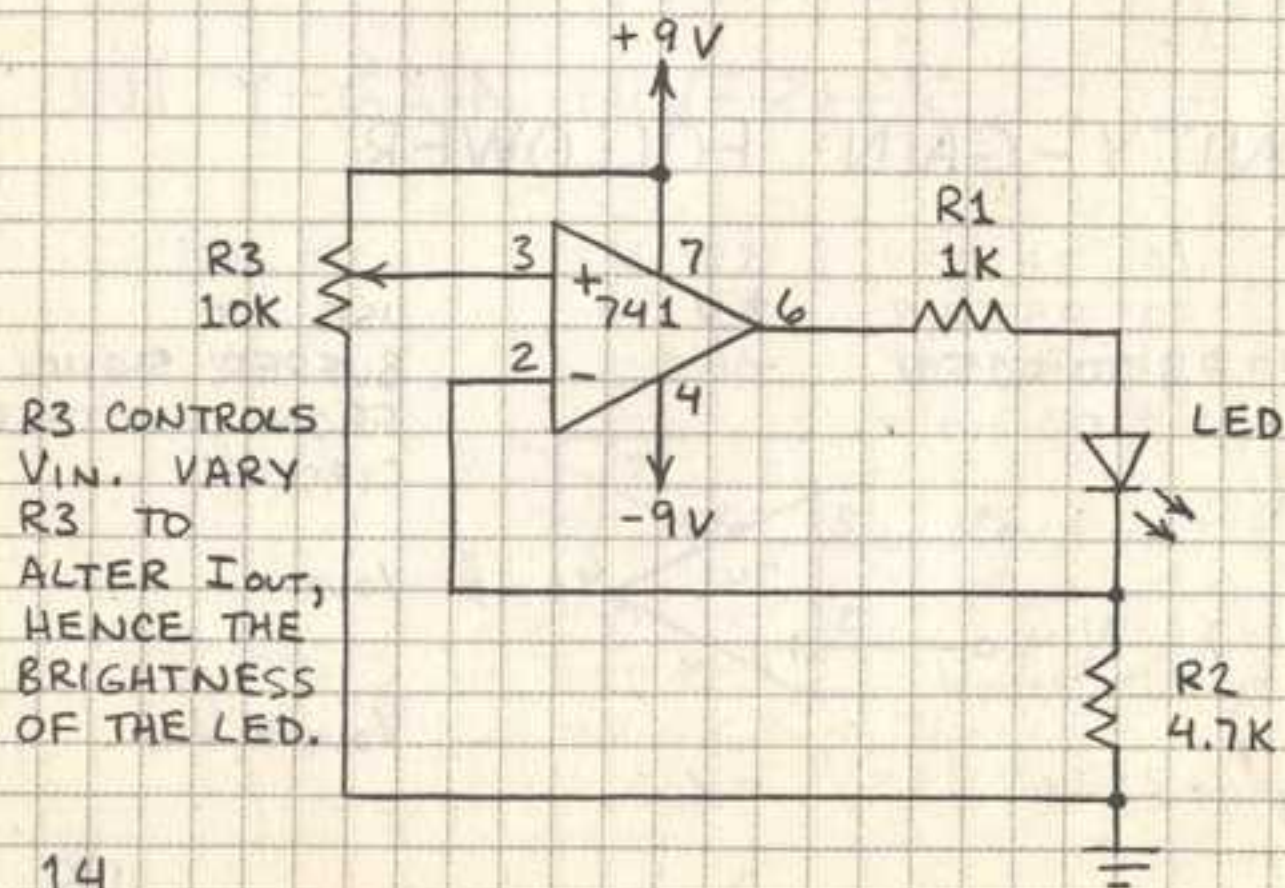 +9V
R1
1K
R3
10K
3
7
+
741
6
2
-
4
-9V
LED
R3 CONTROLS
VIN. VARY
R3 TO
ALTER IOUT,
HENCE THE
BRIGHTNESS
OF THE LED.
R2
4.7K
14